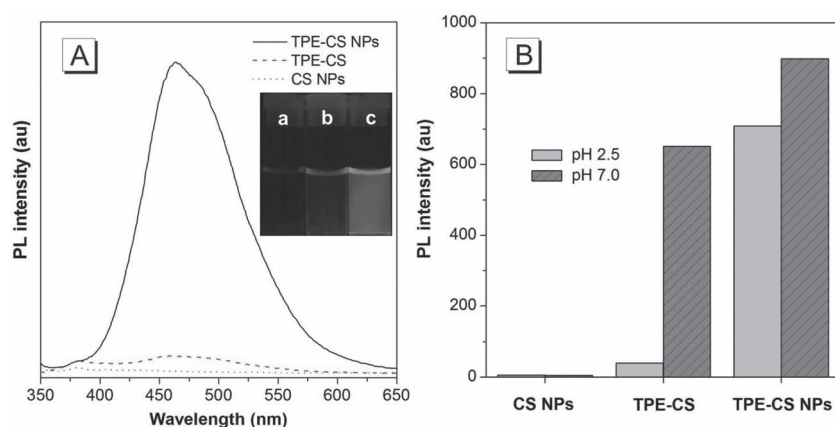 A
TPE-CS NPs
TPE-CS
CS NPs
a b c
PL intensity (au)
350 400 450 500 550 600 650
Wavelength (nm)
B
1000
800
600
400
200
0
pH 2.5
pH 7.0
PL intensity (au)
CS NPs TPE-CS TPE-CS NPs